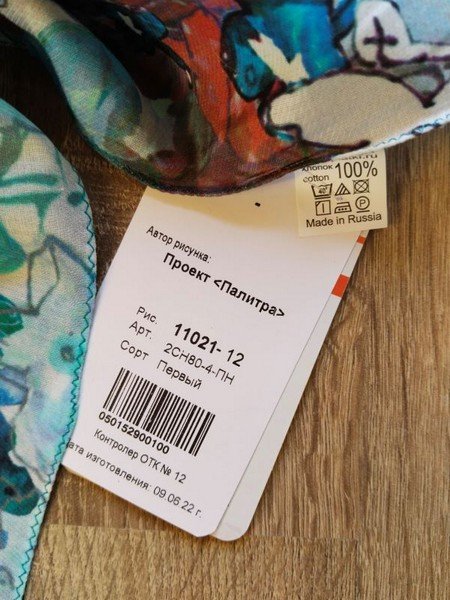 хлопок 100%
cotton
Made in Russia
Автор рисунка:
Проект <Палитра>
Рис. 11021-12
Арт. 2СН80-4-ПН
Сорт Первый
050152900100
Контролер ОТК № 12
ата изготовления: 09.06 22 г.